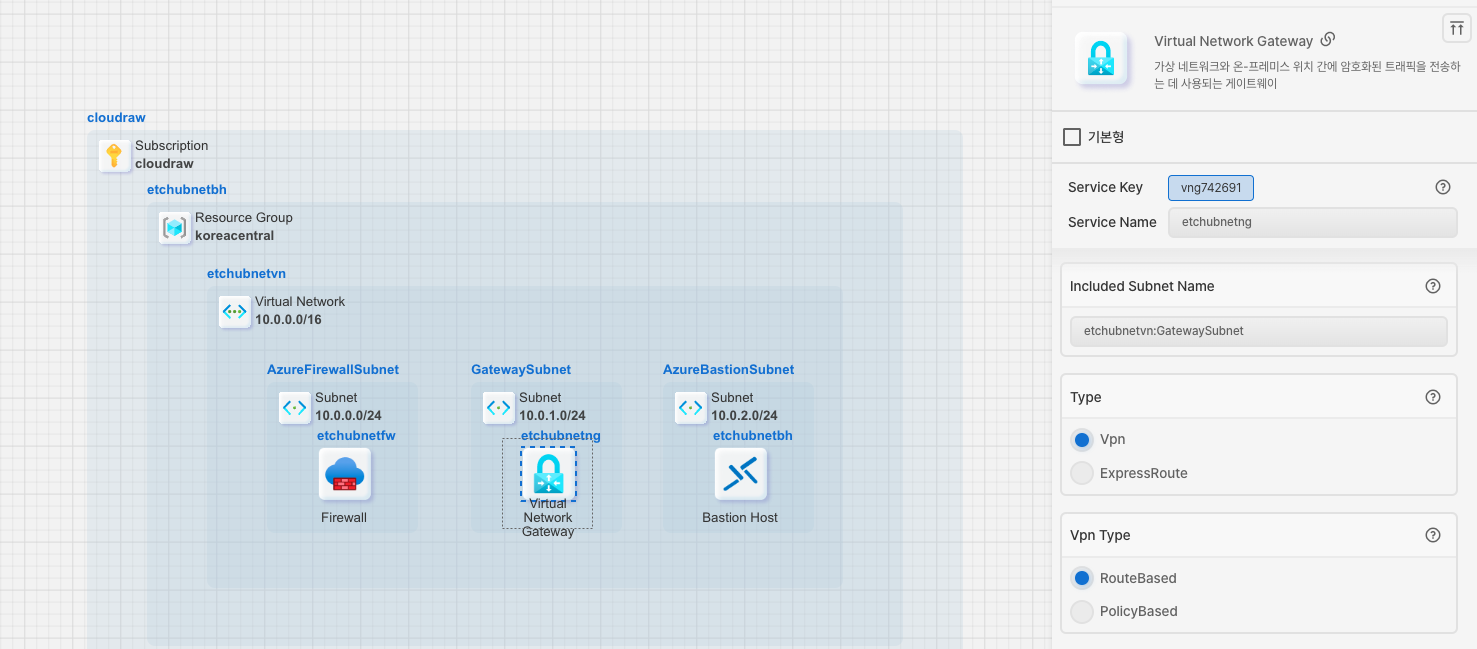 cloudraw
Subscription
cloudraw
etchubnetbh
Resource Group
koreacentral
etchubnetvn
Virtual Network
10.0.0.0/16
AzureFirewallSubnet
Subnet
10.0.0.0/24
etchubnetfw
Firewall
GatewaySubnet
Subnet
10.0.1.0/24
etchubnetng
Virtual
Network
Gateway
AzureBastionSubnet
Subnet
10.0.2.0/24
etchubnetbh
Bastion Host
Virtual Network Gateway
가상 네트워크와 온-프레미스 위치 간에 암호화된 트래픽을 전송하
는 데 사용되는 게이트웨이
기본형
Service Key
vng742691
Service Name
etchubnetng
Included Subnet Name
etchubnetvn:GatewaySubnet
Type
Vpn
ExpressRoute
Vpn Type
RouteBased
PolicyBased